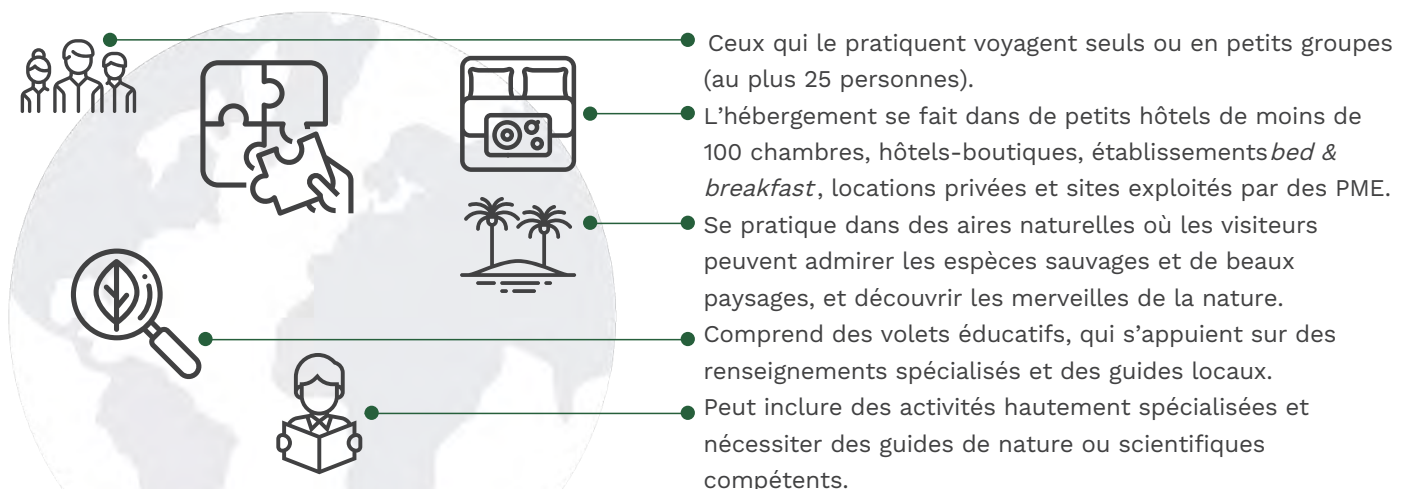 Ceux qui le pratiquent voyagent seuls ou en petits groupes
(au plus 25 personnes).
L’hébergement se fait dans de petits hôtels de moins de
100 chambres, hôtels-boutiques, établissements bed &
breakfast, locations privées et sites exploités par des PME.
Se pratique dans des aires naturelles où les visiteurs
peuvent admirer les espèces sauvages et de beaux
paysages, et découvrir les merveilles de la nature.
Comprend des volets éducatifs, qui s’appuient sur des
renseignements spécialisés et des guides locaux.
Peut inclure des activités hautement spécialisées et
nécessiter des guides de nature ou scientifiques
compétents.